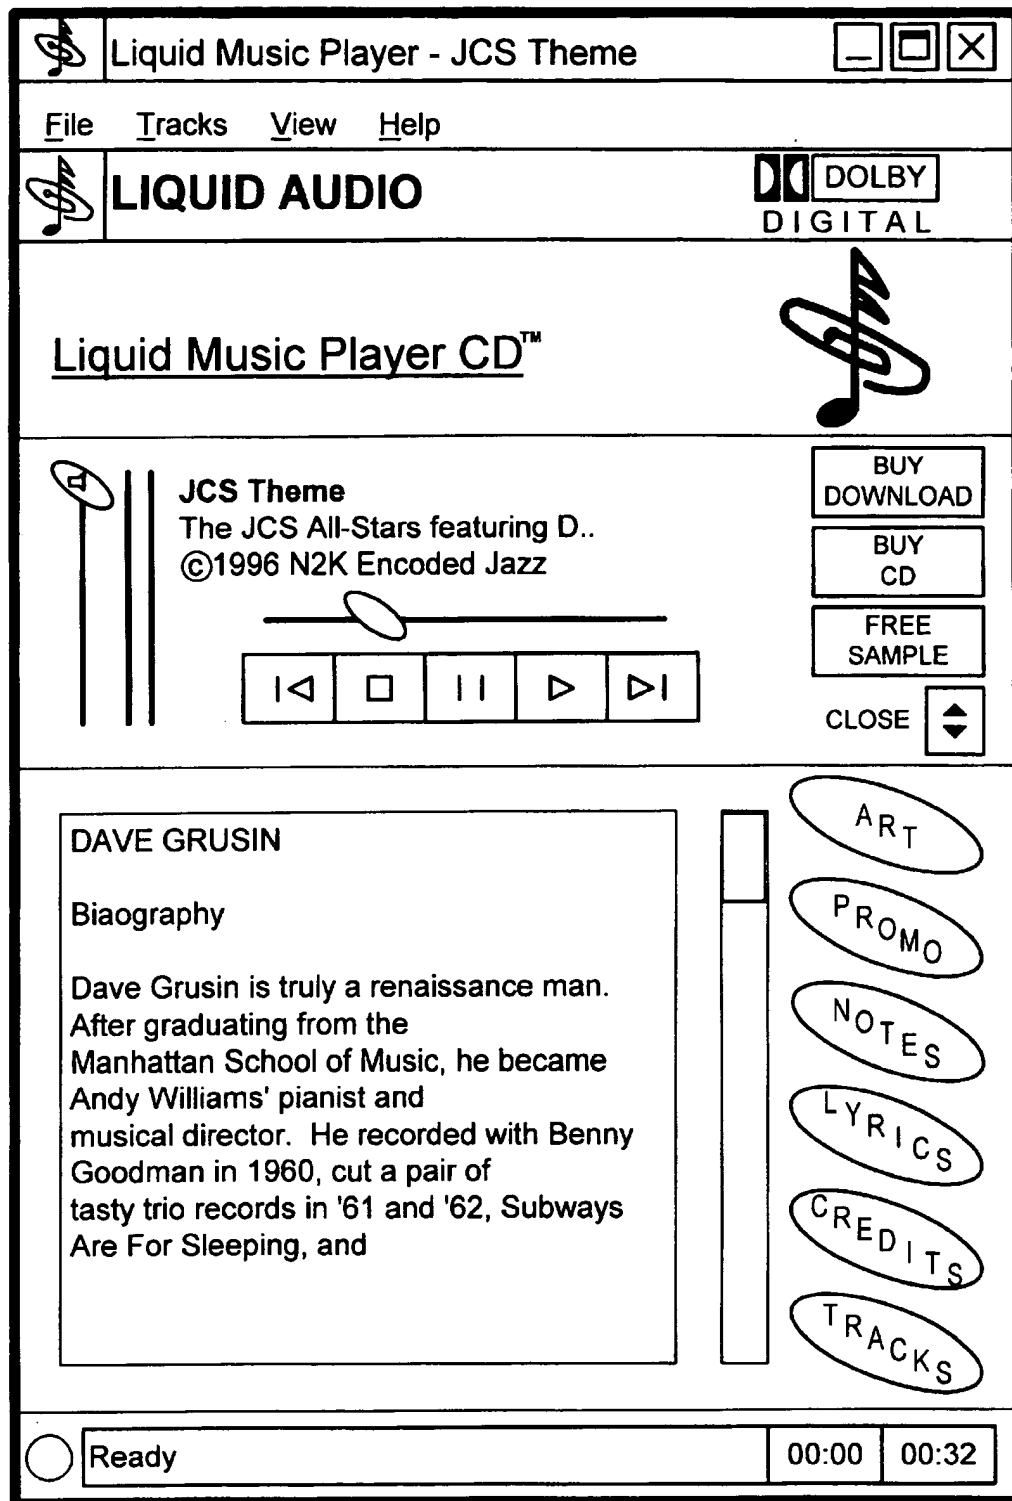 Liquid Music Player - JCS Theme
File Tracks View Help
LIQUID AUDIO
DOLBY
DIGITAL
Liquid Music Player CD™
JCS Theme
The JCS All-Stars featuring D..
©1996 N2K Encoded Jazz
BUY
DOWNLOAD
BUY
CD
FREE
SAMPLE
CLOSE
DAVE GRUSIN
Biaography
Dave Grusin is truly a renaissance man.
After graduating from the
Manhattan School of Music, he became
Andy Williams' pianist and
musical director. He recorded with Benny
Goodman in 1960, cut a pair of
tasty trio records in '61 and '62, Subways
Are For Sleeping, and
ART
PROMO
NOTES
LYRICS
CREDITS
TRACKS
Ready 00:00 00:32